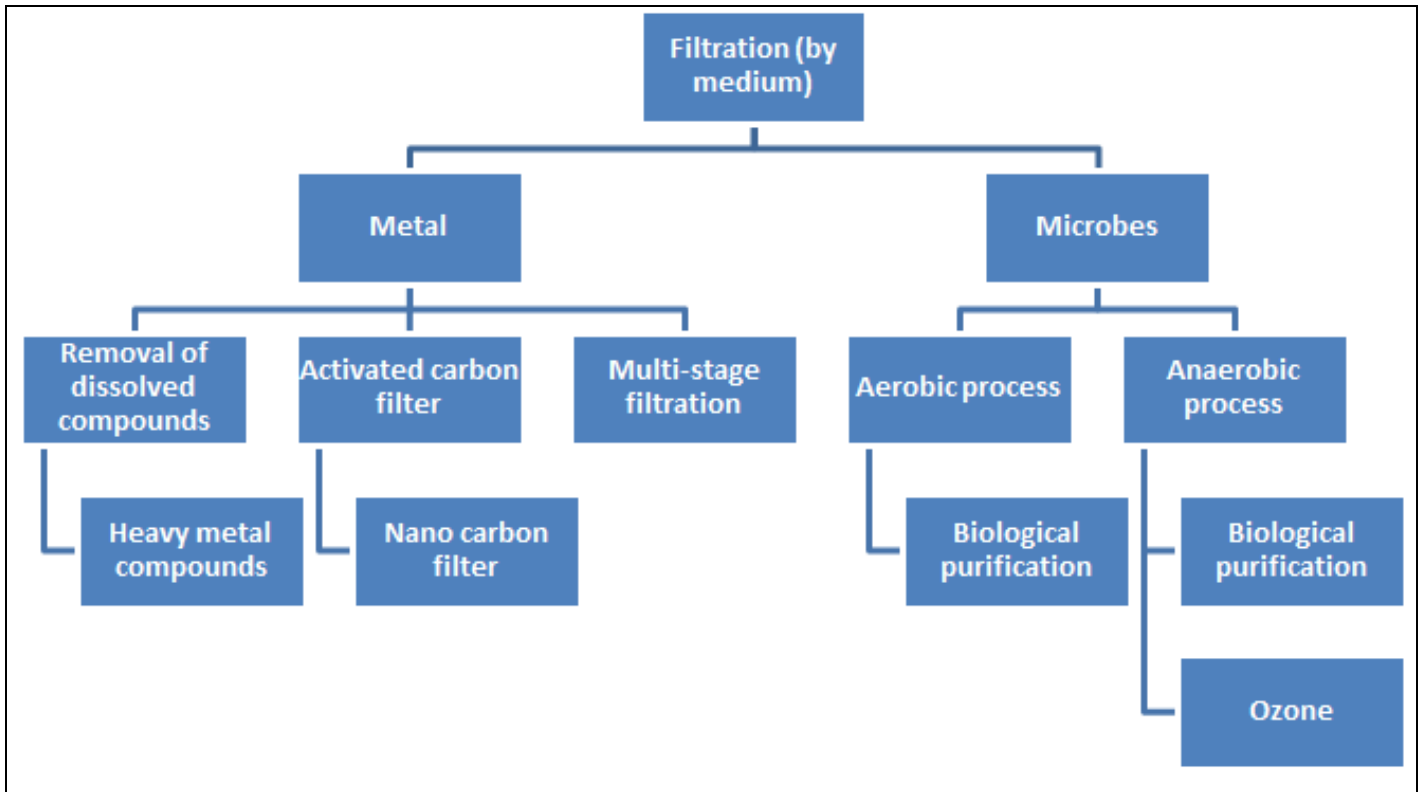 Filtration (by
medium)
Metal
Microbes
Removal of
dissolved
compounds
Activated carbon
filter
Multi-stage
filtration
Aerobic process
Anaerobic
process
Heavy metal
compounds
Nano carbon
filter
Biological
purification
Biological
purification
Ozone